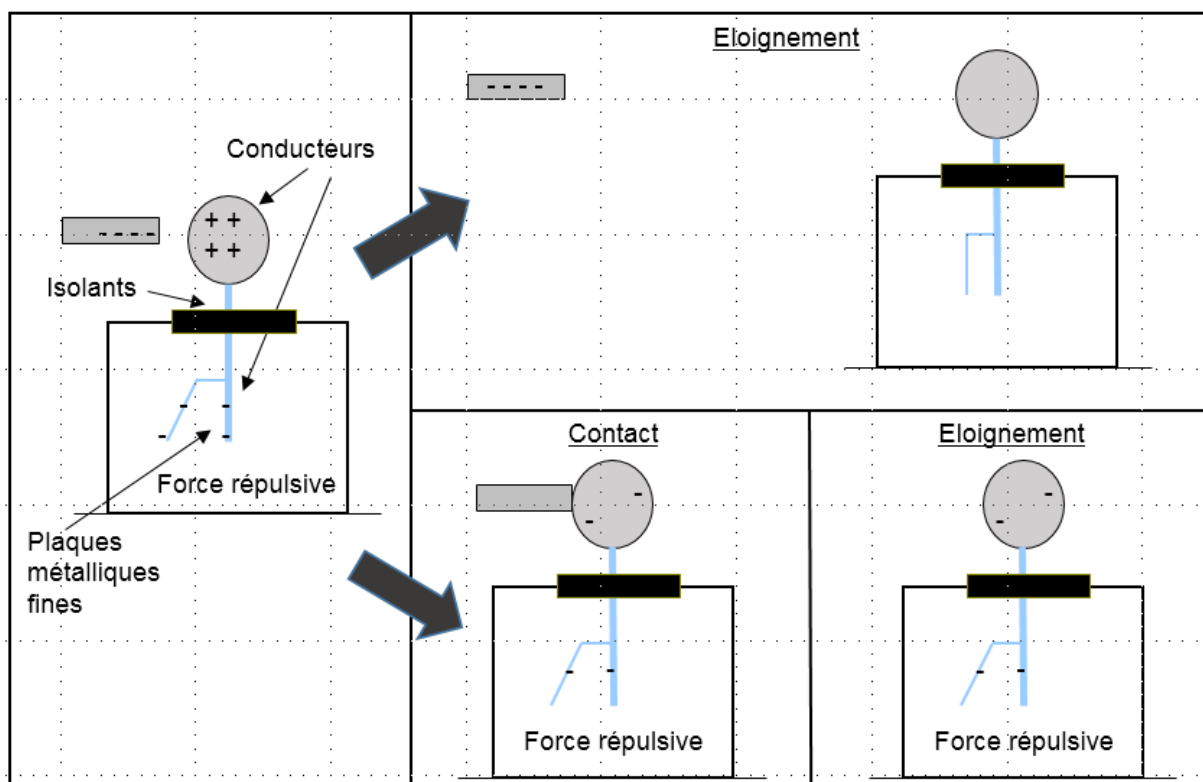 Eloignement
Conducteurs
Isolants
Force répulsive
Plaques
métalliques
fines
Contact
Force répulsive
Eloignement
Force répulsive